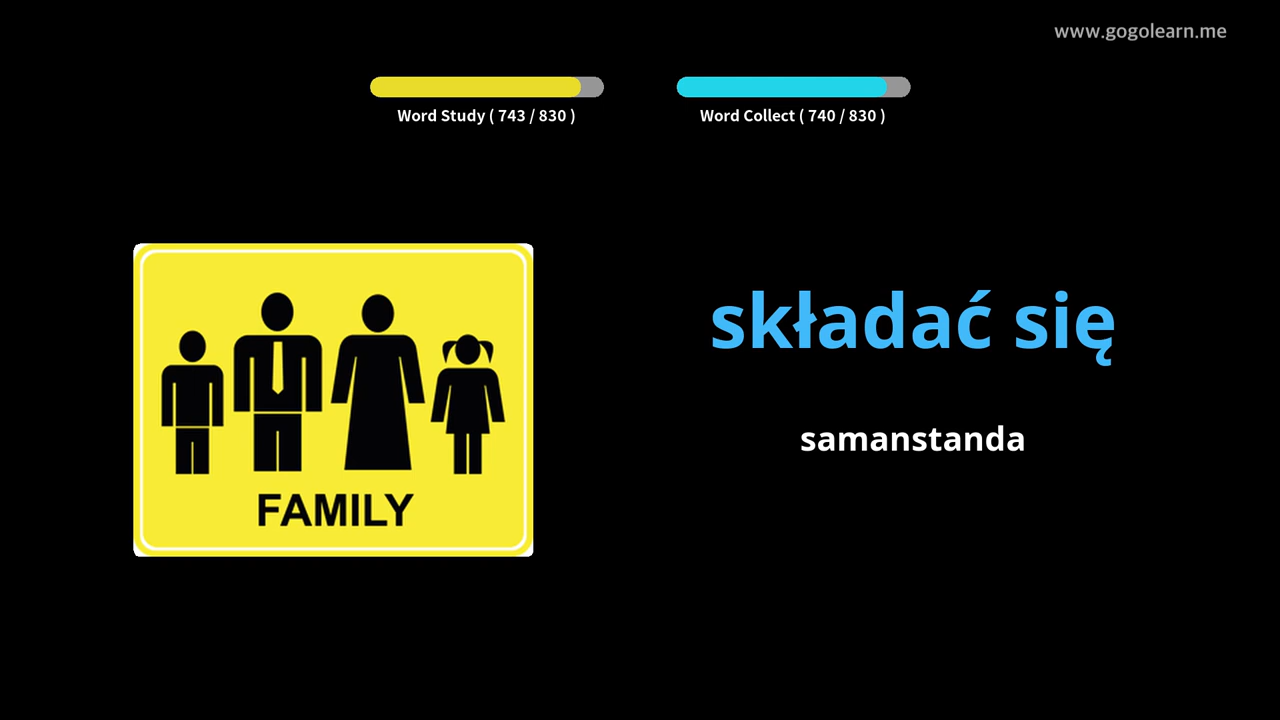 www.gogolearn.me
Word Study ( 743 / 830 )
Word Collect ( 740 / 830 )
składać się
samanstanda
FAMILY